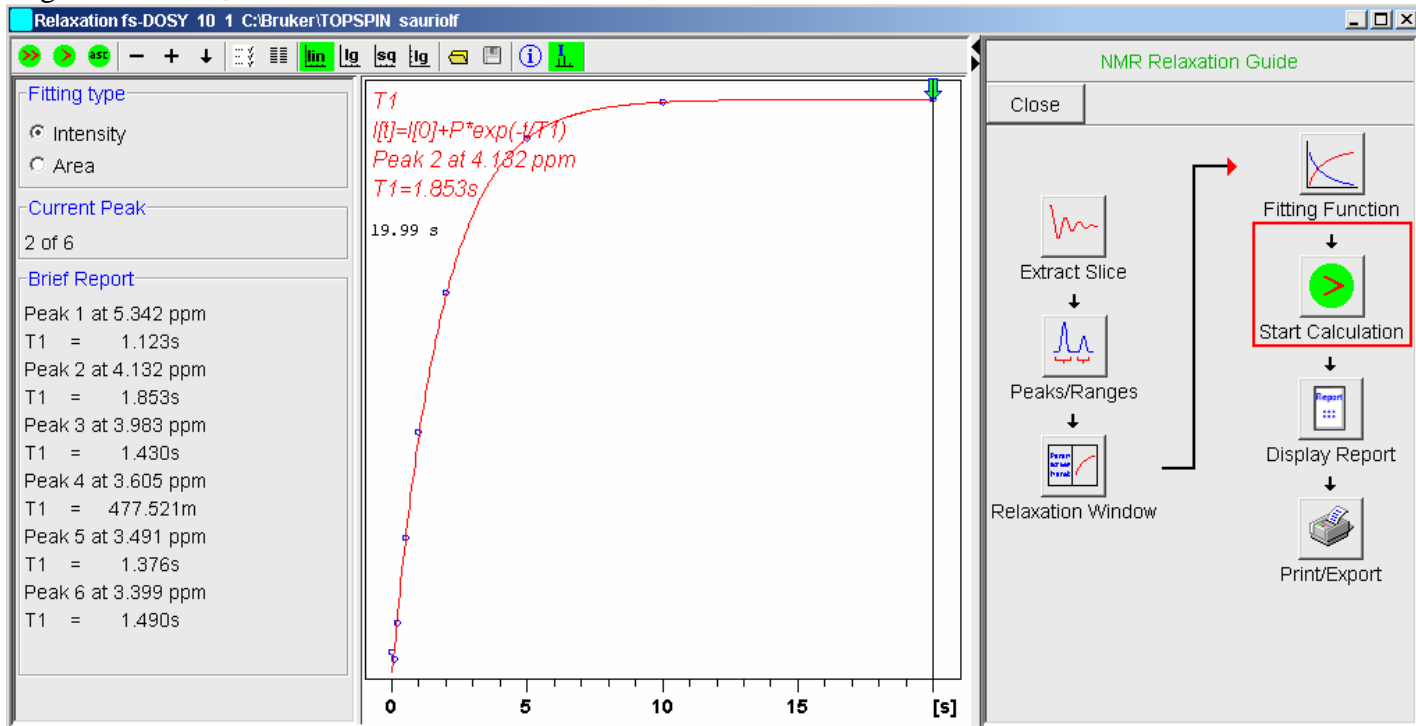 Relaxation fs-DOSY 10 1 C:\Bruker\TOPSPIN sauriolf
asc lin lg sq lg
Fitting type
Intensity
Area
Current Peak
2 of 6
Brief Report
Peak 1 at 5.342 ppm
T1 = 1.123s
Peak 2 at 4.132 ppm
T1 = 1.853s
Peak 3 at 3.983 ppm
T1 = 1.430s
Peak 4 at 3.605 ppm
T1 = 477.521m
Peak 5 at 3.491 ppm
T1 = 1.376s
Peak 6 at 3.399 ppm
T1 = 1.490s
T1
I[t]=I[0]+P*exp(-t/T1)
Peak 2 at 4.132 ppm
T1=1.853s
19.99 s
0 5 10 15 [s]
NMR Relaxation Guide
Close
Extract Slice
Peaks/Ranges
Relaxation Window
Fitting Function
Start Calculation
Report
Display Report
Print/Export